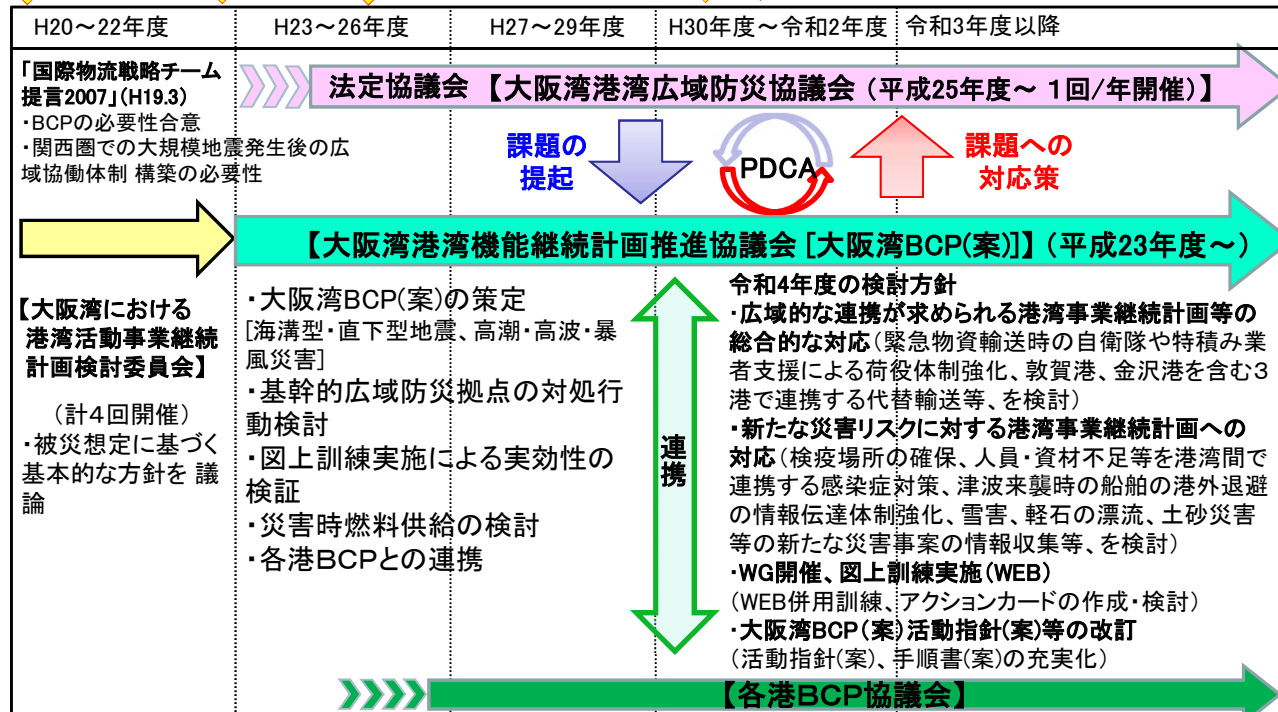 H20～22年度
H23～26年度
H27～29年度
H30年度～令和2年度
令和3年度以降
「国際物流戦略チーム
提言2007」(H19.3)
・BCPの必要性合意
・関西圏での大規模地震発生後の広
域協働体制 構築の必要性
法定協議会 【大阪湾港湾広域防災協議会 (平成25年度～ 1回/年開催)】
課題の
提起
PDCA
課題への
対応策
【大阪湾港湾機能継続計画推進協議会 [大阪湾BCP(案)]】 (平成23年度～)
【大阪湾における
港湾活動事業継続
計画検討委員会】
(計4回開催)
・被災想定に基づく
基本的な方針を 議
論
・大阪湾BCP(案)の策定
[海溝型・直下型地震、高潮・高波・暴
風災害]
・基幹的広域防災拠点の対処行
動検討
・図上訓練実施による実効性の
検証
・災害時燃料供給の検討
・各港BCPとの連携
連携
令和4年度の検討方針
・広域的な連携が求められる港湾事業継続計画等の
総合的な対応(緊急物資輸送時の自衛隊や特積み業
者支援による荷役体制強化、敦賀港、金沢港を含む3
港で連携する代替輸送等、を検討)
・新たな災害リスクに対する港湾事業継続計画への
対応(検疫場所の確保、人員・資材不足等を港湾間で
連携する感染症対策、津波来襲時の船舶の港外退避
の情報伝達体制強化、雪害、軽石の漂流、土砂災害
等の新たな災害事案の情報収集等、を検討)
・WG開催、図上訓練実施(WEB)
(WEB併用訓練、アクションカードの作成・検討)
・大阪湾BCP(案)活動指針(案)等の改訂
(活動指針(案)、手順書(案)の充実化)
【各港BCP協議会】